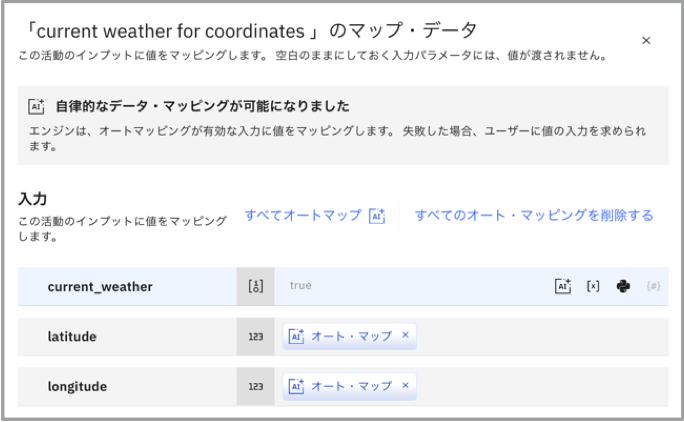 「current weather for coordinates 」のマップ・データ
この活動のインプットに値をマッピングします。 空白のままにしておく入力パラメータには、値が渡されません。
×
AI 自律的なデータ・マッピングが可能になりました
エンジンは、オートマッピングが有効な入力に値をマッピングします。 失敗した場合、ユーザーに値の入力を求められ
ます。
入力
この活動のインプットに値をマッピング
します。
すべてオートマップ AI
すべてのオート・マッピングを削除する
current_weather [1 0] true AI [x] {#}
latitude 123 AI オート・マップ ×
longitude 123 AI オート・マップ ×